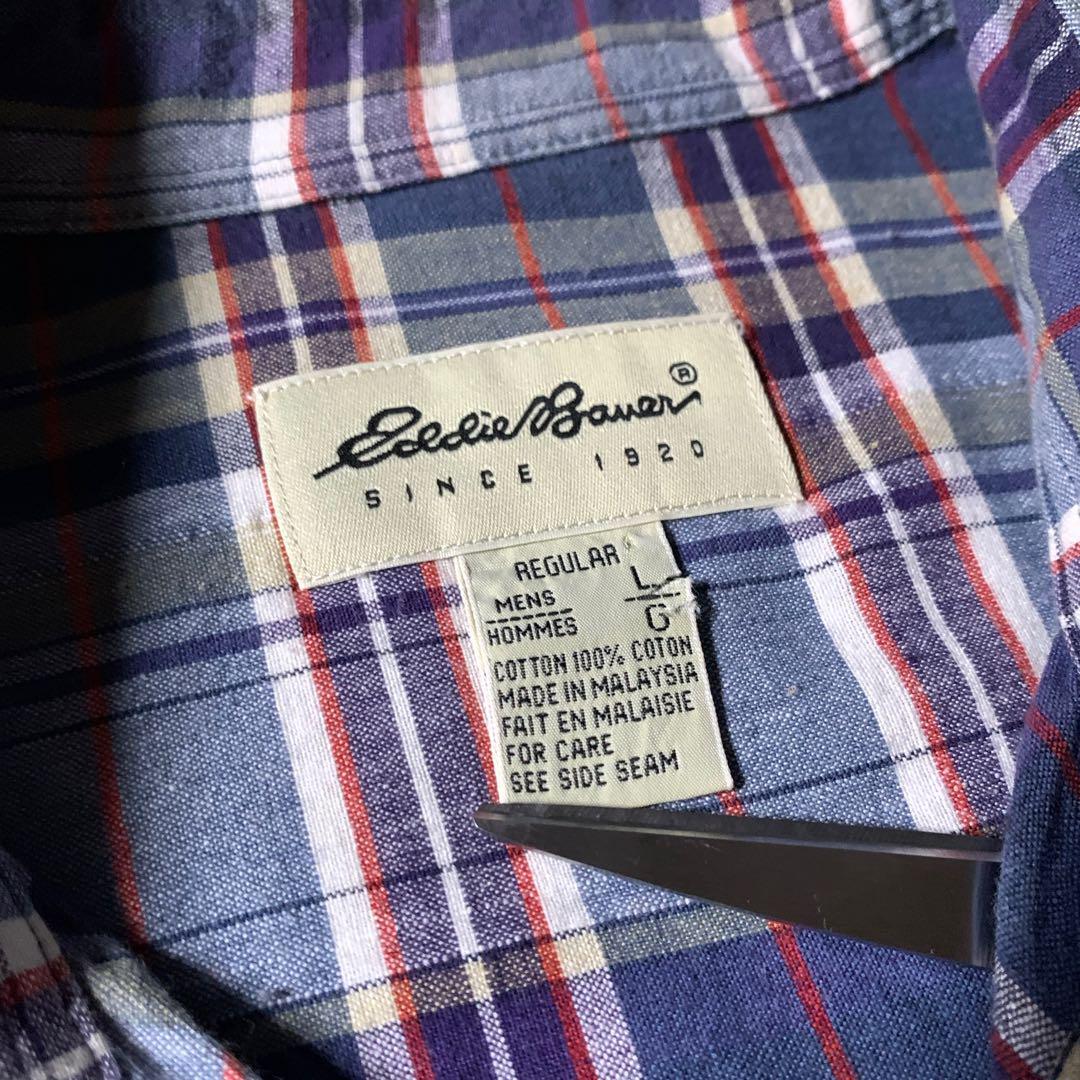 Eddie Bauer®
SINCE 1920
REGULAR L
MENS
HOMMES G
COTTON 100% COTON
MADE IN MALAYSIA
FAIT EN MALAISIE
FOR CARE
SEE SIDE SEAM